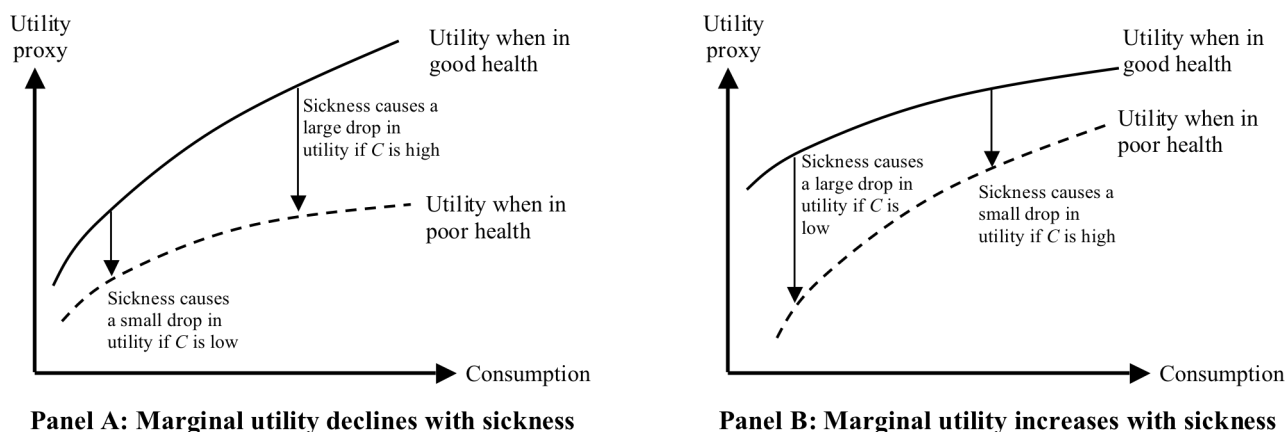 Utility
proxy
Utility when in
good health
Sickness causes a
large drop in
utility if C is high
Utility when in
poor health
Sickness causes
a small drop in
utility if C is low
Consumption
Panel A: Marginal utility declines with sickness
Utility
proxy
Utility when in
good health
Utility when in
poor health
Sickness causes
a large drop in
utility if C is
low
Sickness causes a
small drop in
utility if C is high
Consumption
Panel B: Marginal utility increases with sickness